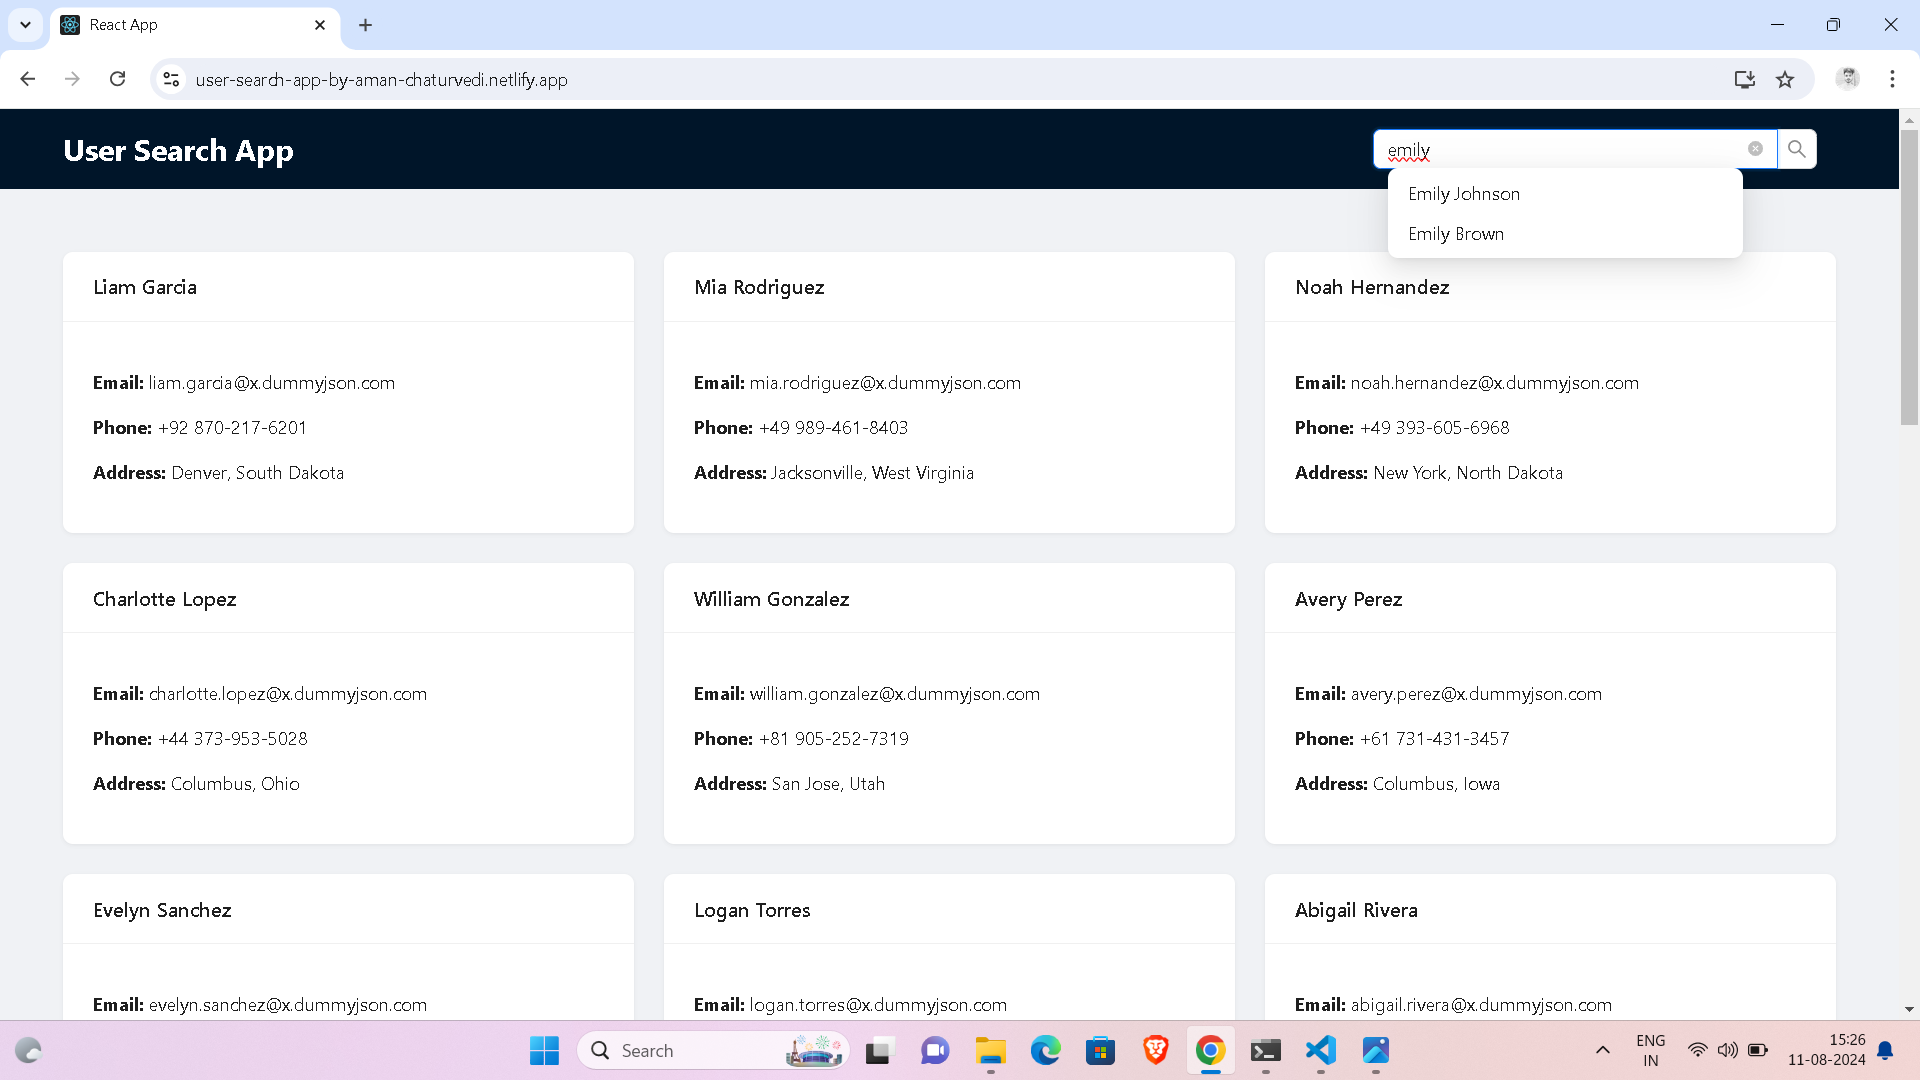 React App
user-search-app-by-aman-chaturvedi.netlify.app
User Search App
emily
Emily Johnson
Emily Brown
Liam Garcia
Mia Rodriguez
Noah Hernandez
Email: liam.garcia@x.dummyjson.com
Email: mia.rodriguez@x.dummyjson.com
Email: noah.hernandez@x.dummyjson.com
Phone: +92 870-217-6201
Phone: +49 989-461-8403
Phone: +49 393-605-6968
Address: Denver, South Dakota
Address: Jacksonville, West Virginia
Address: New York, North Dakota
Charlotte Lopez
William Gonzalez
Avery Perez
Email: charlotte.lopez@x.dummyjson.com
Email: william.gonzalez@x.dummyjson.com
Email: avery.perez@x.dummyjson.com
Phone: +44 373-953-5028
Phone: +81 905-252-7319
Phone: +61 731-431-3457
Address: Columbus, Ohio
Address: San Jose, Utah
Address: Columbus, Iowa
Evelyn Sanchez
Logan Torres
Abigail Rivera
Email: evelyn.sanchez@x.dummyjson.com
Email: logan.torres@x.dummyjson.com
Email: abigail.rivera@x.dummyjson.com
Search
ENG
IN
15:26
11-08-2024